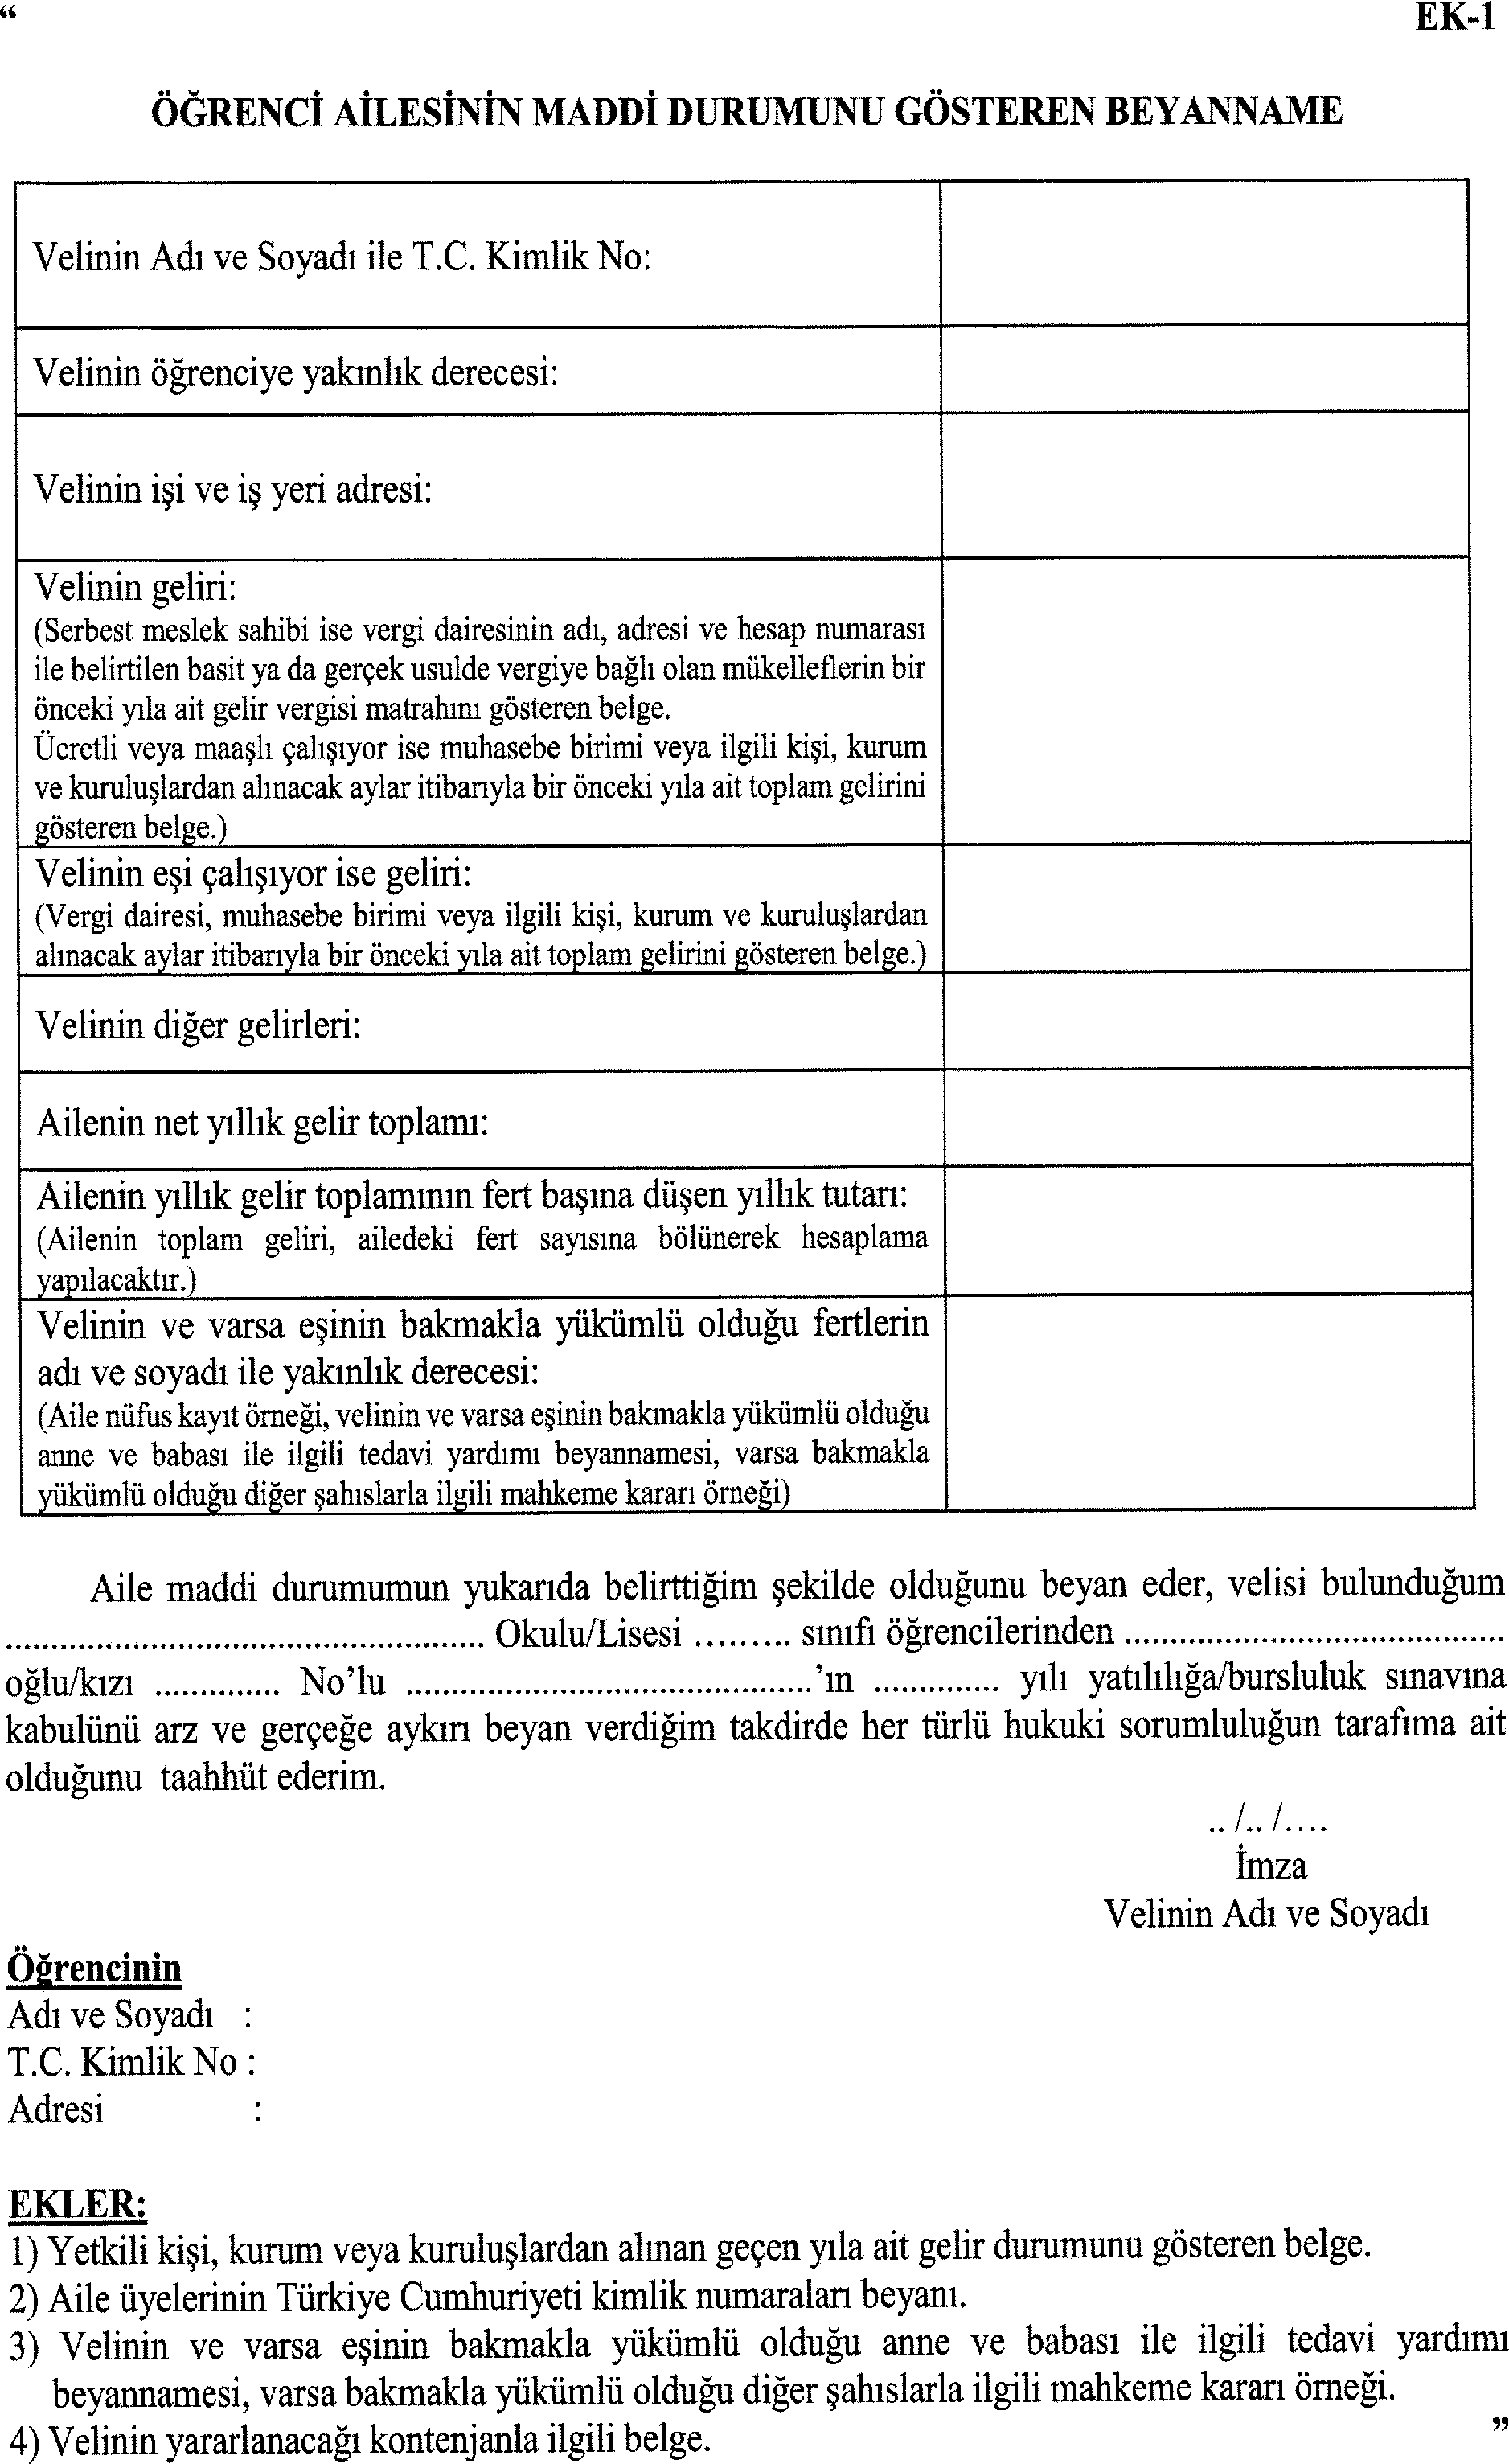 “ EK-1
ÖĞRENCİ AİLESİNİN MADDİ DURUMUNU GÖSTEREN BEYANNAME
Velinin Adı ve Soyadı ile T.C. Kimlik No:
Velinin öğrenciye yakınlık derecesi:
Velinin işi ve iş yeri adresi:
Velinin geliri:
(Serbest meslek sahibi ise vergi dairesinin adı, adresi ve hesap numarası
ile belirtilen basit ya da gerçek usulde vergiye bağlı olan mükelleflerin bir
önceki yıla ait gelir vergisi matrahını gösteren belge.
Ücretli veya maaşlı çalışıyor ise muhasebe birimi veya ilgili kişi, kurum
ve kuruluşlardan alınacak aylar itibarıyla bir önceki yıla ait toplam gelirini
gösteren belge.)
Velinin eşi çalışıyor ise geliri:
(Vergi dairesi, muhasebe birimi veya ilgili kişi, kurum ve kuruluşlardan
alınacak aylar itibarıyla bir önceki yıla ait toplam gelirini gösteren belge.)
Velinin diğer gelirleri:
Ailenin net yıllık gelir toplamı:
Ailenin yıllık gelir toplamının fert başına düşen yıllık tutarı:
(Ailenin toplam geliri, ailedeki fert sayısına bölünerek hesaplama
yapılacaktır.)
Velinin ve varsa eşinin bakmakla yükümlü olduğu fertlerin
adı ve soyadı ile yakınlık derecesi:
(Aile nüfus kayıt örneği, velinin ve varsa eşinin bakmakla yükümlü olduğu
anne ve babası ile ilgili tedavi yardımı beyannamesi, varsa bakmakla
yükümlü olduğu diğer şahıslarla ilgili mahkeme kararı örneği)
Aile maddi durumumun yukarıda belirttiğim şekilde olduğunu beyan eder, velisi bulunduğum
.................................................... Okulu/Lisesi ......... sınıfı öğrencilerinden .........................................
oğlu/kızı .............. No’lu ............................................’ın .............. yılı yatılılığa/bursluluk sınavına
kabulünü arz ve gerçeğe aykırı beyan verdiğim takdirde her türlü hukuki sorumluluğun tarafıma ait
olduğunu taahhüt ederim.
.. /.. /....
İmza
Velinin Adı ve Soyadı
Öğrencinin
Adı ve Soyadı :
T.C. Kimlik No :
Adresi :
EKLER:
1) Yetkili kişi, kurum veya kuruluşlardan alınan geçen yıla ait gelir durumunu gösteren belge.
2) Aile üyelerinin Türkiye Cumhuriyeti kimlik numaraları beyanı.
3) Velinin ve varsa eşinin bakmakla yükümlü olduğu anne ve babası ile ilgili tedavi yardımı
beyannamesi, varsa bakmakla yükümlü olduğu diğer şahıslarla ilgili mahkeme kararı örneği.
4) Velinin yararlanacağı kontenjanla ilgili belge. ”